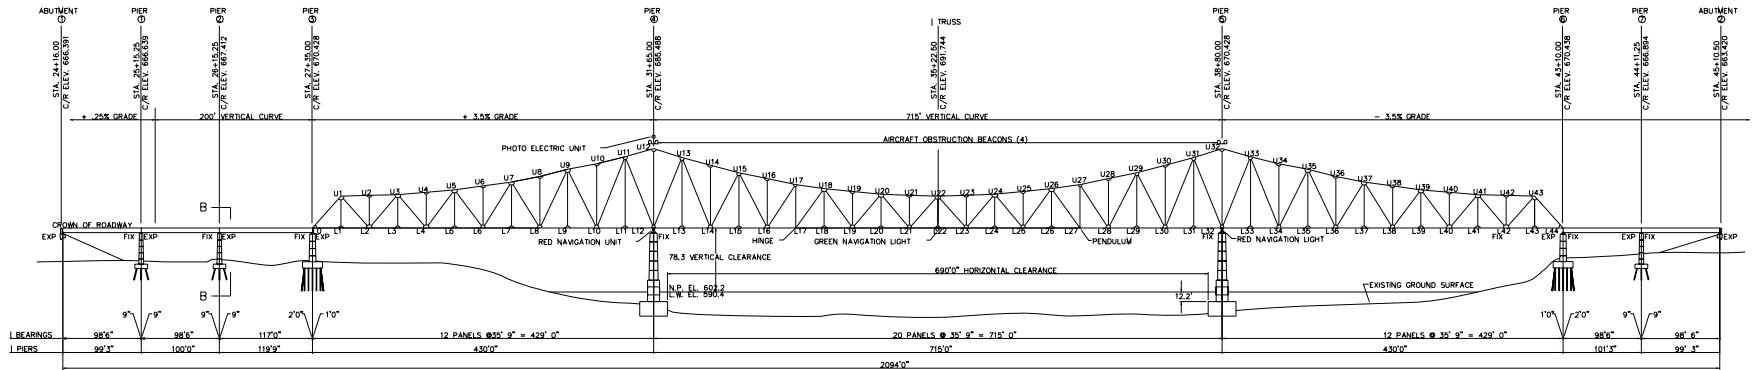 ABUTMENT PIER PIER PIER PIER PIER PIER PIER ABUTMENT
1 1 2 3 4 5 6 7 2
TRUSS
STA. 24+16.00
C/R ELEV. 666.391
STA. 25+15.25
C/R ELEV. 666.639
STA. 26+15.25
C/R ELEV. 667.412
STA. 27+35.00
C/R ELEV. 670.428
STA. 31+65.00
C/R ELEV. 685.488
STA. 35+22.50
C/R ELEV. 691.744
STA. 38+80.00
C/R ELEV. 670.428
STA. 43+10.00
C/R ELEV. 670.438
STA. 44+11.25
C/R ELEV. 666.894
STA. 45+10.50
C/R ELEV. 663.420
+ .25% GRADE 200' VERTICAL CURVE + 3.5% GRADE 715' VERTICAL CURVE - 3.5% GRADE
AIRCRAFT OBSTRUCTION BEACONS (4)
PHOTO ELECTRIC UNIT
U1 U2 U3 U4 U5 U6 U7 U8 U9 U10 U11 U12 U13 U14 U15 U16 U17 U18 U19 U20 U21 U22 U23 U24 U25 U26 U27 U28 U29 U30 U31 U32 U33 U34 U35 U36 U37 U38 U39 U40 U41 U42 U43
B
CROWN OF ROADWAY
L1 L2 L3 L4 L5 L6 L7 L8 L9 L10 L11 L12 L13 L14 L15 L16 L17 L18 L19 L20 L21 L22 L23 L24 L25 L26 L27 L28 L29 L30 L31 L32 L33 L34 L35 L36 L37 L38 L39 L40 L41 L42 L43 L44
EXP FIX EXP FIX EXP FIX EXP FIX FIX FIX EXP FIX EXP FIX EXP
RED NAVIGATION UNIT HINGE GREEN NAVIGATION LIGHT PENDULUM RED NAVIGATION LIGHT
78.3 VERTICAL CLEARANCE
690'0" HORIZONTAL CLEARANCE
N.P. EL. 602.2
L.W. EL. 590.4
12.2'
EXISTING GROUND SURFACE
B
9" 9" 9" 9" 2'0" 1'0" 1'0" 2'0" 9" 9"
BEARINGS 98'6" 98'6" 117'0" 12 PANELS @35' 9" = 429' 0" 20 PANELS @ 35' 9" = 715' 0" 12 PANELS @ 35' 9" = 429' 0" 98'6" 98' 6"
PIERS 99'3" 100'0" 119'9" 430'0" 715'0" 430'0" 101'3" 99' 3"
2094'0"